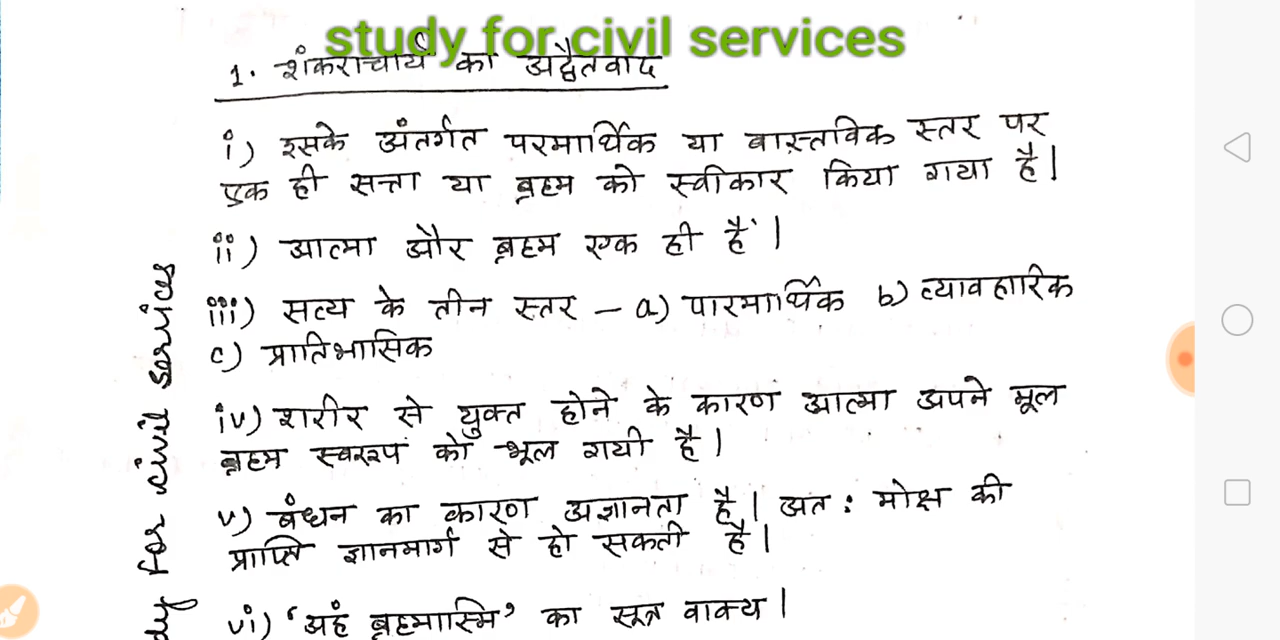 study for civil services
1. शंकराचार्य का अद्वैतवाद
i) इसके अंतर्गत परमार्थिक या वास्तविक स्तर पर
एक ही सत्ता या ब्रह्म को स्वीकार किया गया है।
ii) आत्मा और ब्रह्म एक ही हैं।
iii) सत्य के तीन स्तर – a) पारमार्थिक b) व्यावहारिक
c) प्रातिभासिक
iv) शरीर से युक्त होने के कारण आत्मा अपने मूल
ब्रह्म स्वरूप को भूल गयी है।
v) बंधन का कारण अज्ञानता है। अत: मोक्ष की
प्राप्ति ज्ञानमार्ग से हो सकती है।
vi) 'अहं ब्रह्मास्मि' का सूत्र वाक्य।
dy for civil services